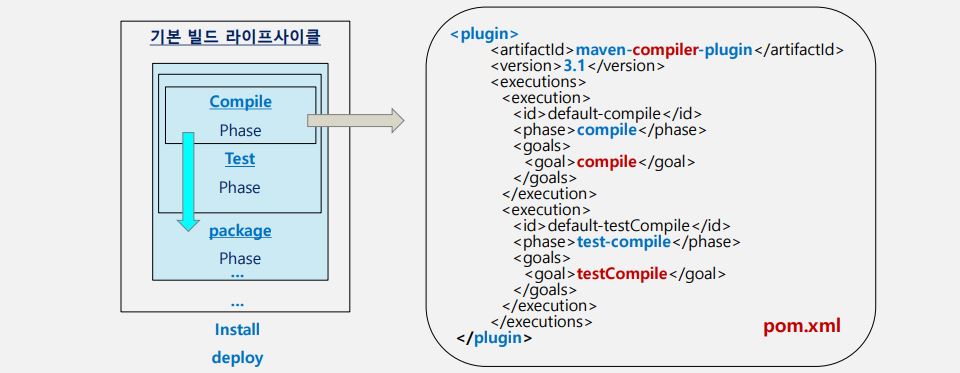 기본 빌드 라이프사이클
Compile
Phase
Test
Phase
package
Phase
...
...
Install
deploy
<plugin>
<artifactId>maven-compiler-plugin</artifactId>
<version>3.1</version>
<executions>
<execution>
<id>default-compile</id>
<phase>compile</phase>
<goals>
<goal>compile</goal>
</goals>
</execution>
<execution>
<id>default-testCompile</id>
<phase>test-compile</phase>
<goals>
<goal>testCompile</goal>
</goals>
</execution>
</executions>
</plugin>
pom.xml